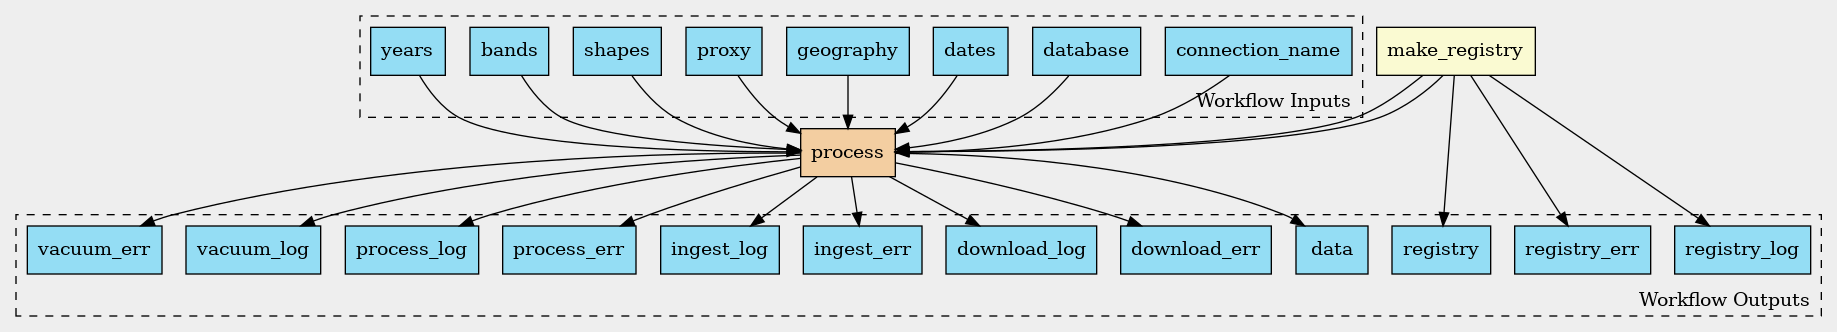 years
bands
shapes
proxy
geography
dates
database
connection_name
make_registry
Workflow Inputs
process
vacuum_err
vacuum_log
process_log
process_err
ingest_log
ingest_err
download_log
download_err
data
registry
registry_err
registry_log
Workflow Outputs